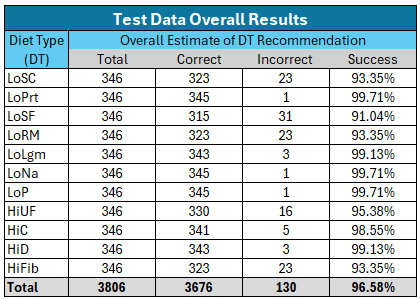 Test Data Overall Results
Diet Type (DT) Overall Estimate of DT Recommendation
Total Correct Incorrect Success
LoSC 346 323 23 93.35%
LoPrt 346 345 1 99.71%
LoSF 346 315 31 91.04%
LoRM 346 323 23 93.35%
LoLgm 346 343 3 99.13%
LoNa 346 345 1 99.71%
LoP 346 345 1 99.71%
HiUF 346 330 16 95.38%
HiC 346 341 5 98.55%
HiD 346 343 3 99.13%
HiFib 346 323 23 93.35%
Total 3806 3676 130 96.58%